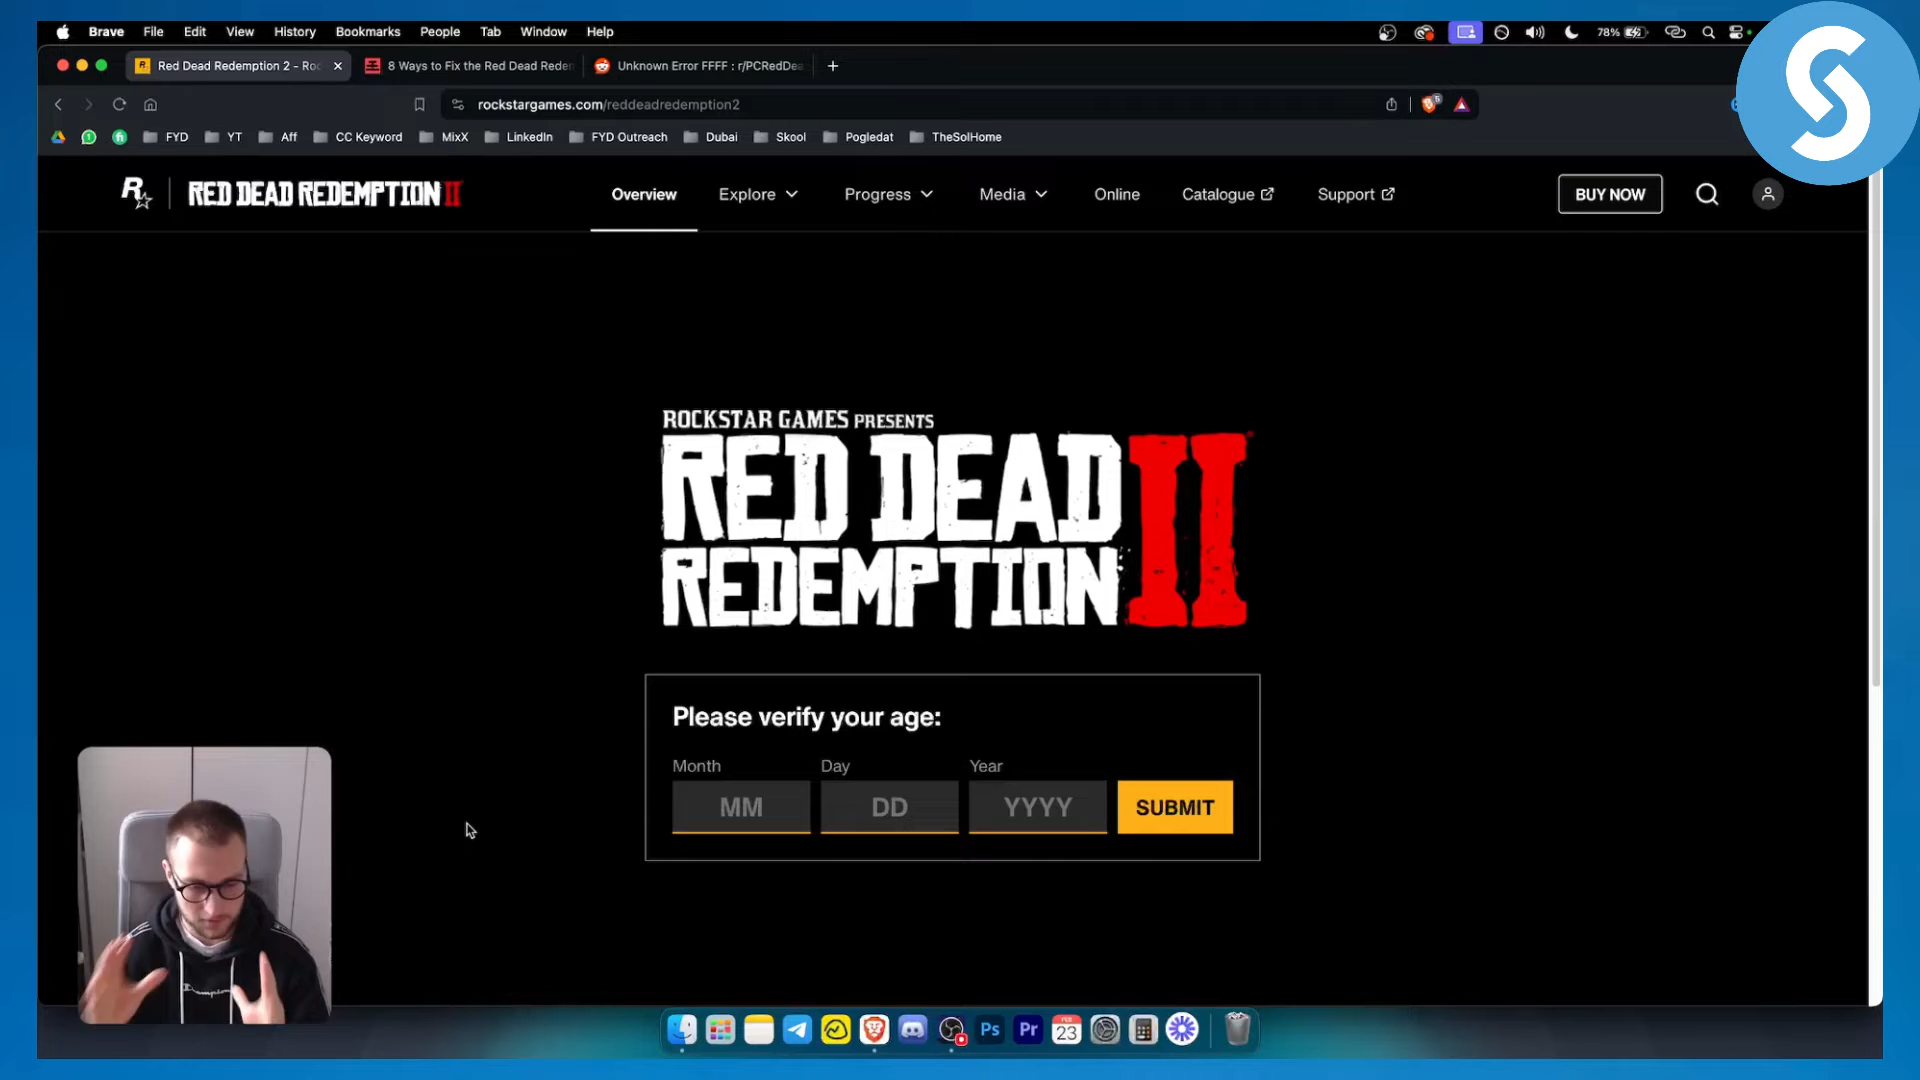 Brave File Edit View History Bookmarks People Tab Window Help
78%
Red Dead Redemption 2 - Roc
8 Ways to Fix the Red Dead Reden
Unknown Error FFFF : r/PCRedDea
rockstargames.com/reddeadredemption2
FYD YT Aff CC Keyword MixX LinkedIn FYD Outreach Dubai Skool Pogledat TheSolHome
R RED DEAD REDEMPTION II
Overview Explore Progress Media Online Catalogue Support
BUY NOW
ROCKSTAR GAMES PRESENTS
RED DEAD
REDEMPTION II
Please verify your age:
Month Day Year
MM DD YYYY SUBMIT
Champion
Ps Pr FEB 23